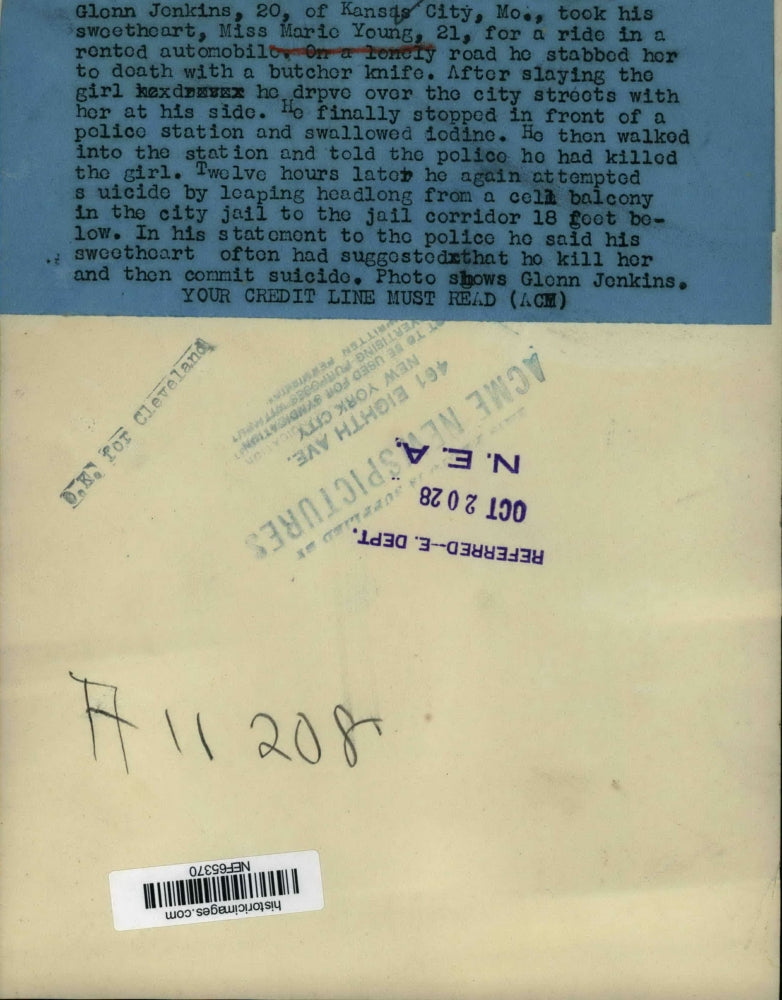 Glenn Jenkins, 20, of Kansas City, Mo., took his
sweetheart, Miss Marie Young, 21, for a ride in a
rented automobile. On a lonely road he stabbed her
to death with a butcher knife. After slaying the
girl he drpve over the city streets with
her at his side. He finally stopped in front of a
police station and swallowed iodine. He then walked
into the station and told the police he had killed
the girl. Twelve hours later he again attempted
s uicide by leaping headlong from a cell balcony
in the city jail to the jail corridor 18 feet be-
low. In his statement to the police he said his
sweetheart often had suggestedxthat he kill her
and then commit suicide. Photo shows Glenn Jenkins.
YOUR CREDIT LINE MUST READ (ACME)
O.K. for Cleveland
ACME NEWSPICTURES
461 EIGHTH AVE.
NEW YORK CITY
REFERRED--E. DEPT.
OCT 20 28
N. E. A.
A 11 208
historicimages.com
NEF65370